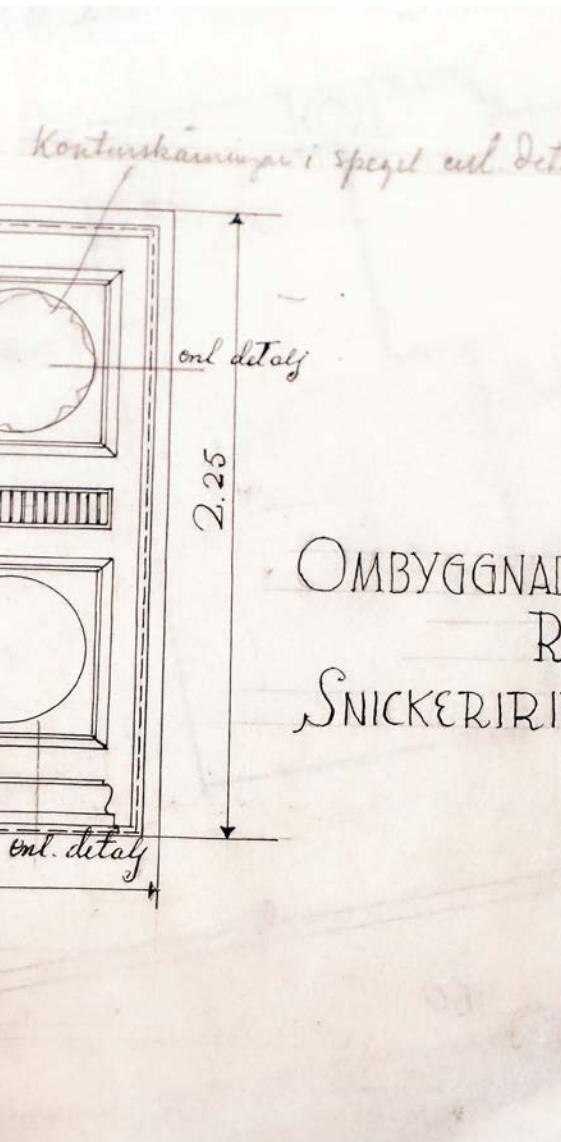 Konturskärningar i spegel enl. det
enl detalj
2.25
OMBYGGNAD
R
SNICKERIRI
enl. detalj